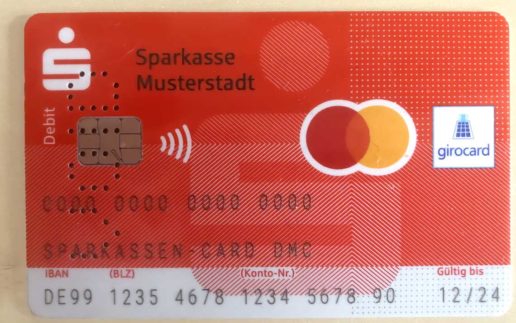 Sparkasse
Musterstadt
Debit
girocard
0000 0000 0000 0000
SPARKASSEN-CARD DMC
IBAN (BLZ) (Konto-Nr.) Gültig bis
DE99 1235 4678 1234 5678 90 12/24